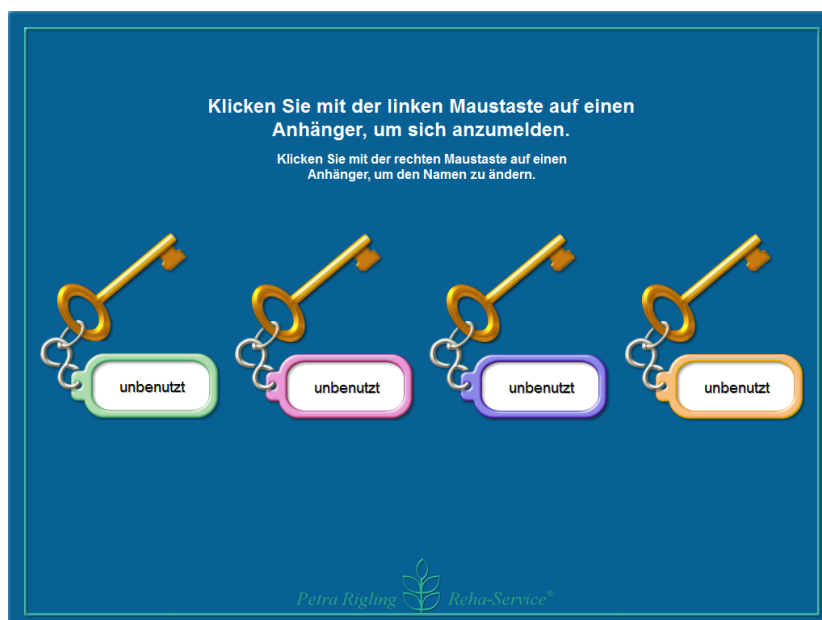 Klicken Sie mit der linken Maustaste auf einen
Anhänger, um sich anzumelden.
Klicken Sie mit der rechten Maustaste auf einen
Anhänger, um den Namen zu ändern.
unbenutzt unbenutzt unbenutzt unbenutzt
Petra Rigling Reha-Service®